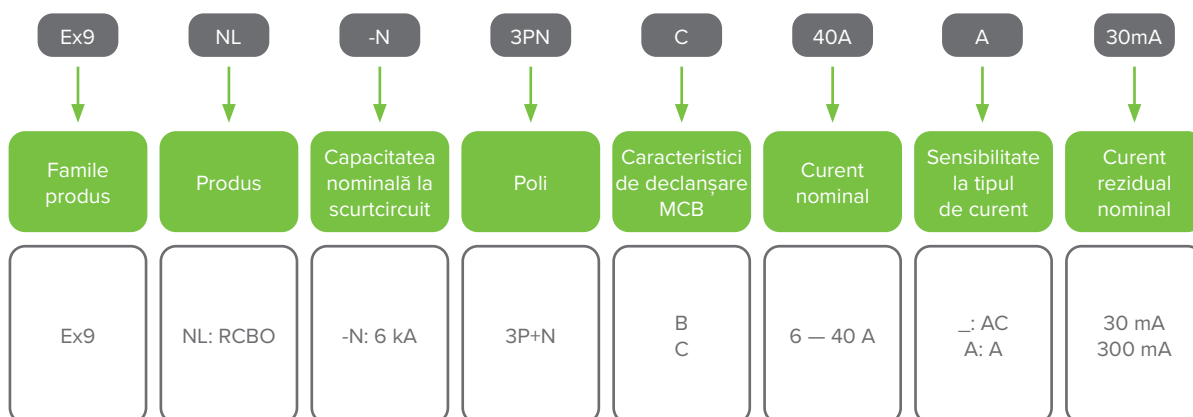 Ex9
NL
-N
3PN
C
40A
A
30mA
Famile
produs
Produs
Capacitatea
nominală la
scurtcircuit
Poli
Caracteristici
de declanșare
MCB
Curent
nominal
Sensibilitate
la tipul
de curent
Curent
rezidual
nominal
Ex9
NL: RCBO
-N: 6 kA
3P+N
B
C
6 — 40 A
_: AC
A: A
30 mA
300 mA